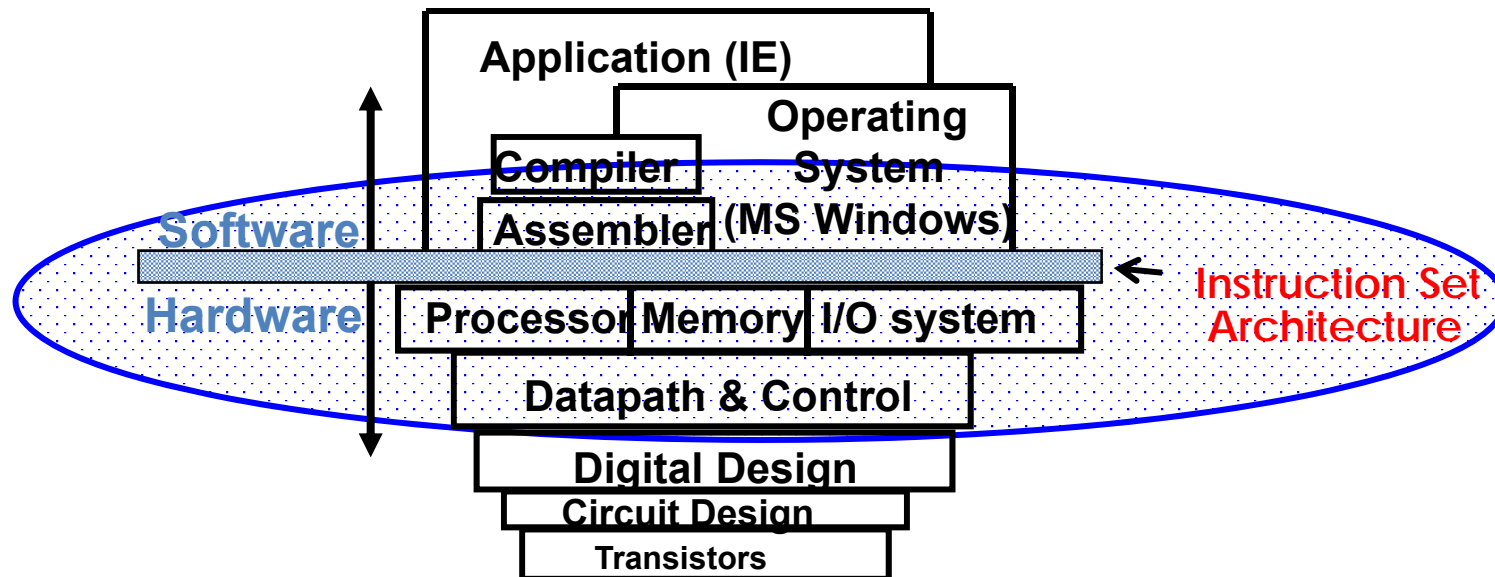 Application (IE)
Operating
System
(MS Windows)
Compiler
Assembler
Software
Hardware
Instruction Set
Architecture
Processor
Memory
I/O system
Datapath & Control
Digital Design
Circuit Design
Transistors